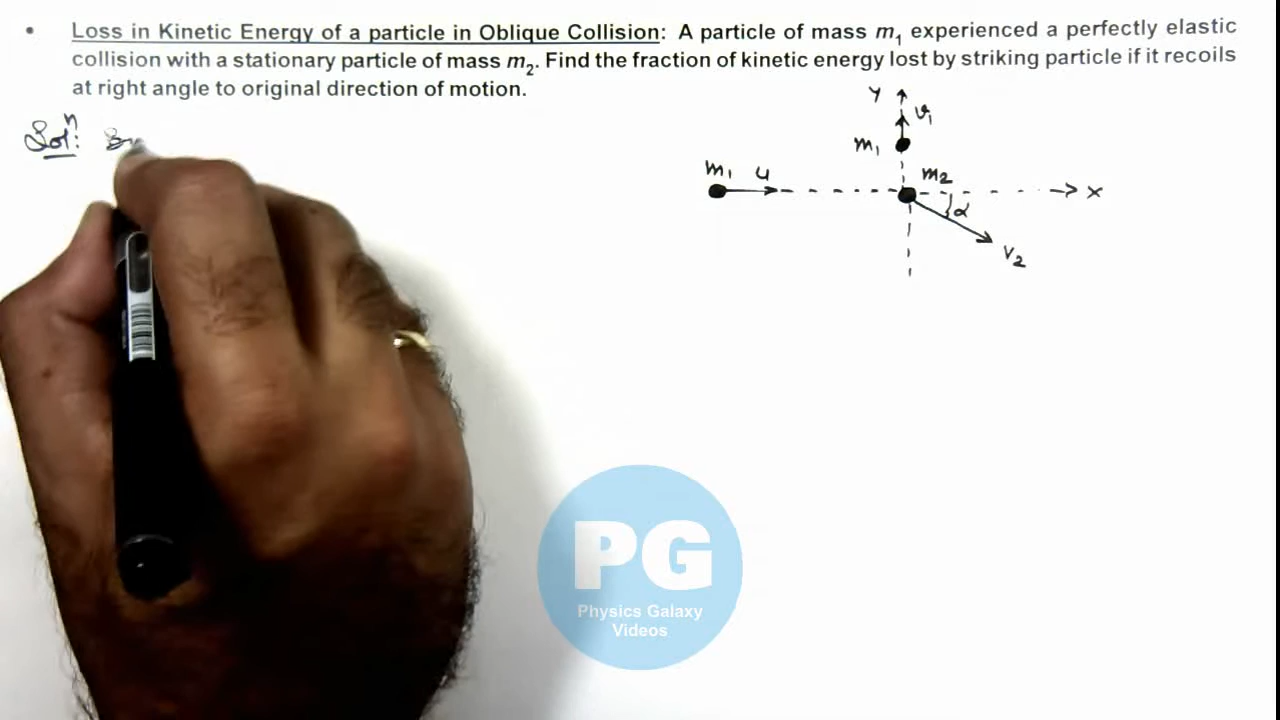 • Loss in Kinetic Energy of a particle in Oblique Collision: A particle of mass m₁ experienced a perfectly elastic
collision with a stationary particle of mass m₂. Find the fraction of kinetic energy lost by striking particle if it recoils
at right angle to original direction of motion.
Solⁿ:
y
v₁
m₁
m₁ u
m₂
x
α
v₂
PG
Physics Galaxy
Videos